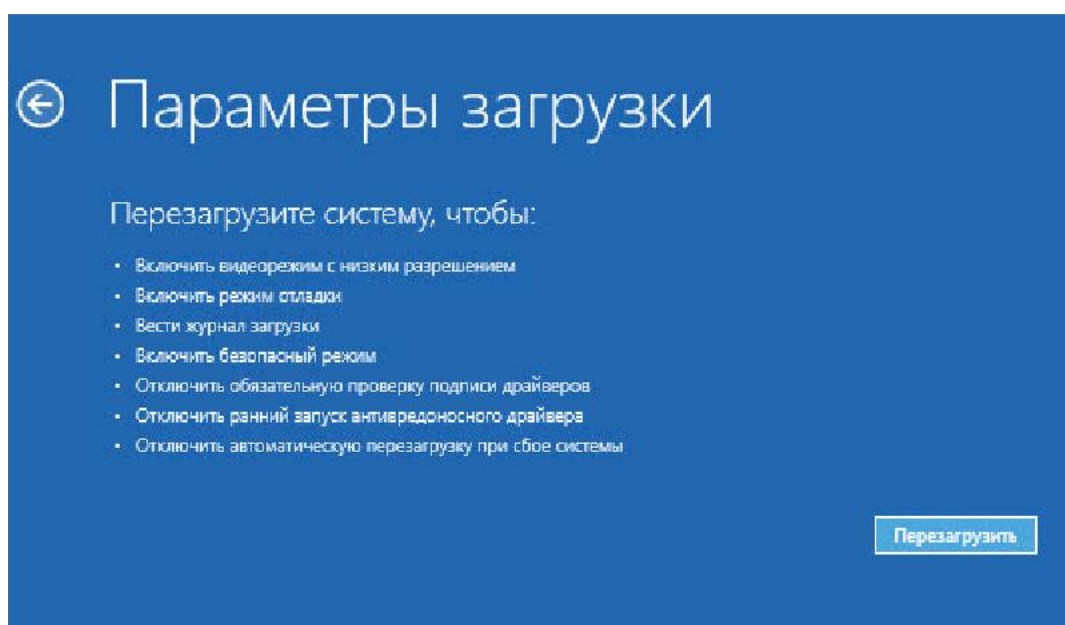 Параметры загрузки
Перезагрузите систему, чтобы:
• Включить видеорежим с низким разрешением
• Включить режим отладки
• Вести журнал загрузки
• Включить безопасный режим
• Отключить обязательную проверку подписи драйверов
• Отключить ранний запуск антивредоносного драйвера
• Отключить автоматическую перезагрузку при сбое системы
Перезагрузить